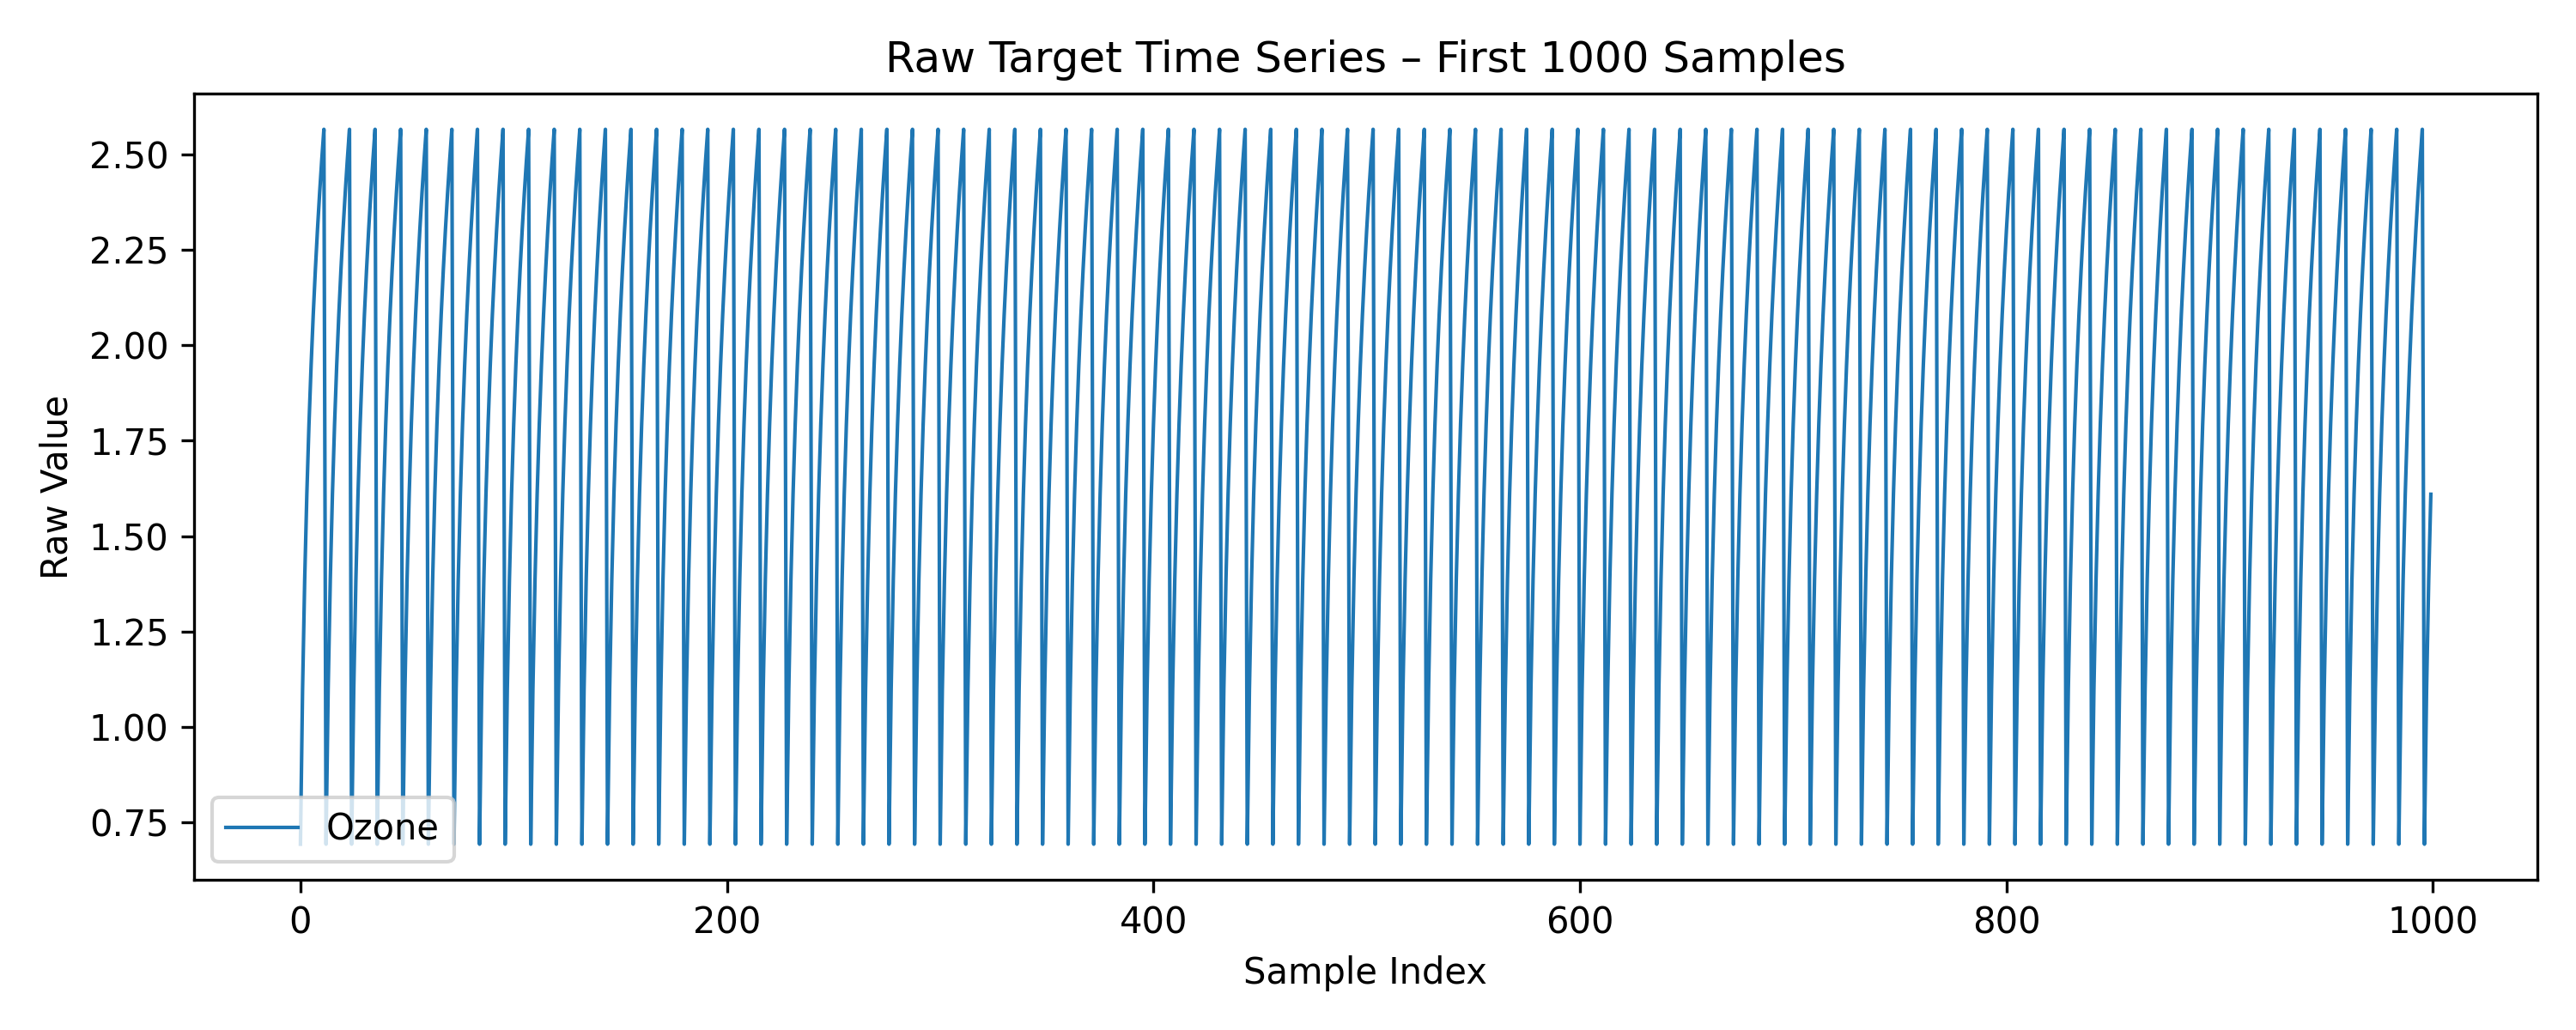 Raw Target Time Series – First 1000 Samples
Raw Value
2.50
2.25
2.00
1.75
1.50
1.25
1.00
0.75
Ozone
0 200 400 600 800 1000
Sample Index